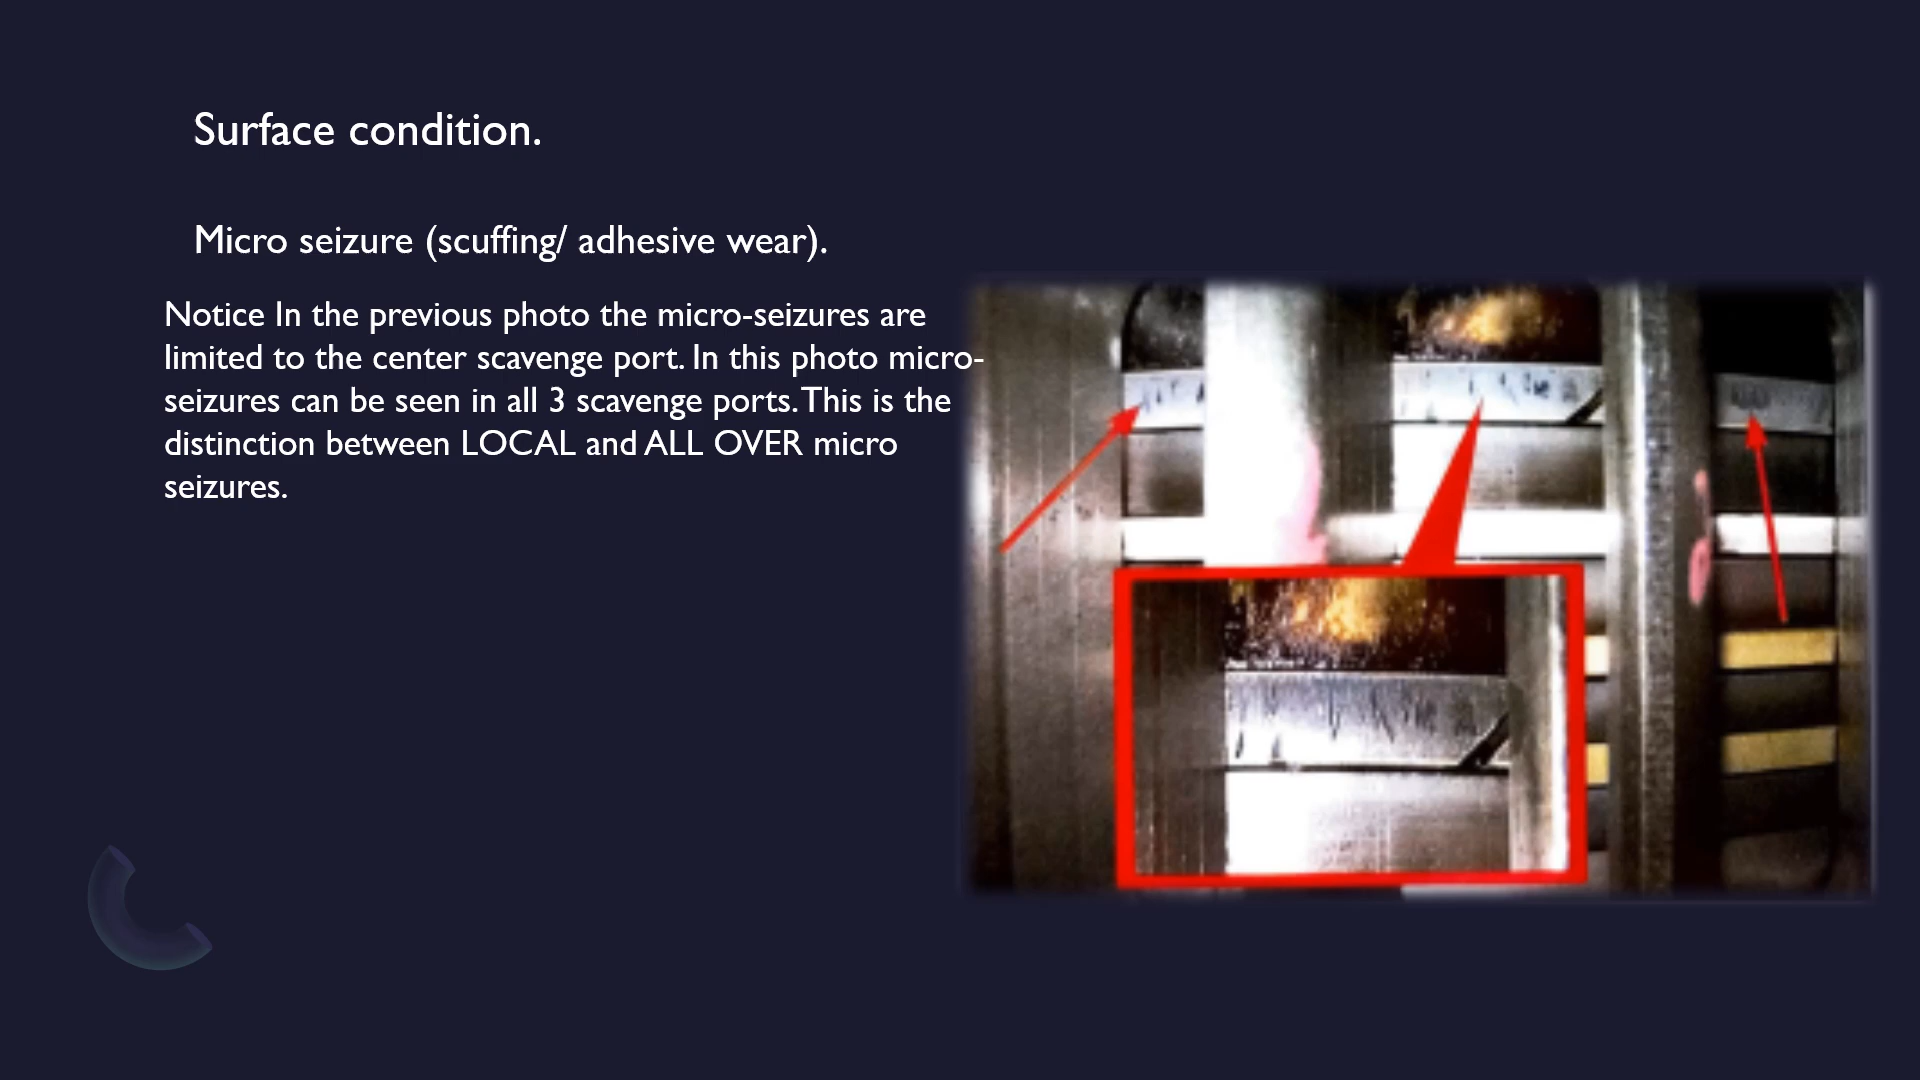 Surface condition.
Micro seizure (scuffing/ adhesive wear).
Notice In the previous photo the micro-seizures are
limited to the center scavenge port. In this photo micro-
seizures can be seen in all 3 scavenge ports. This is the
distinction between LOCAL and ALL OVER micro
seizures.